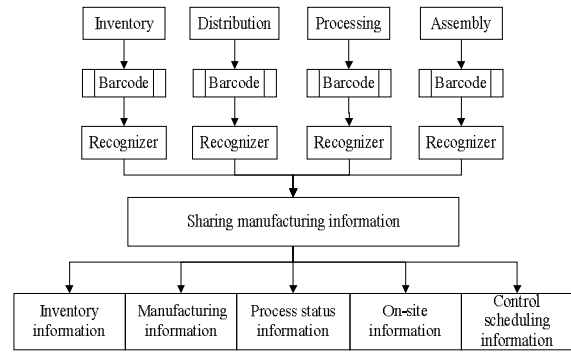 Inventory
Distribution
Processing
Assembly
Barcode
Barcode
Barcode
Barcode
Recognizer
Recognizer
Recognizer
Recognizer
Sharing manufacturing information
Inventory
information
Manufacturing
information
Process status
information
On-site
information
Control
scheduling
information